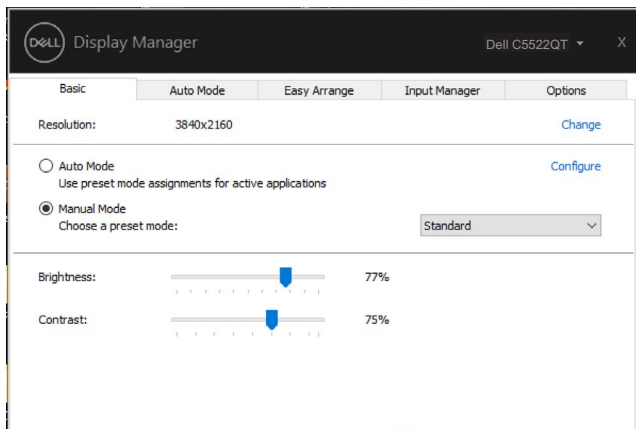 DELL Display Manager Dell C5522QT X
Basic Auto Mode Easy Arrange Input Manager Options
Resolution: 3840x2160 Change
Auto Mode Configure
Use preset mode assignments for active applications
Manual Mode
Choose a preset mode: Standard
Brightness: 77%
Contrast: 75%